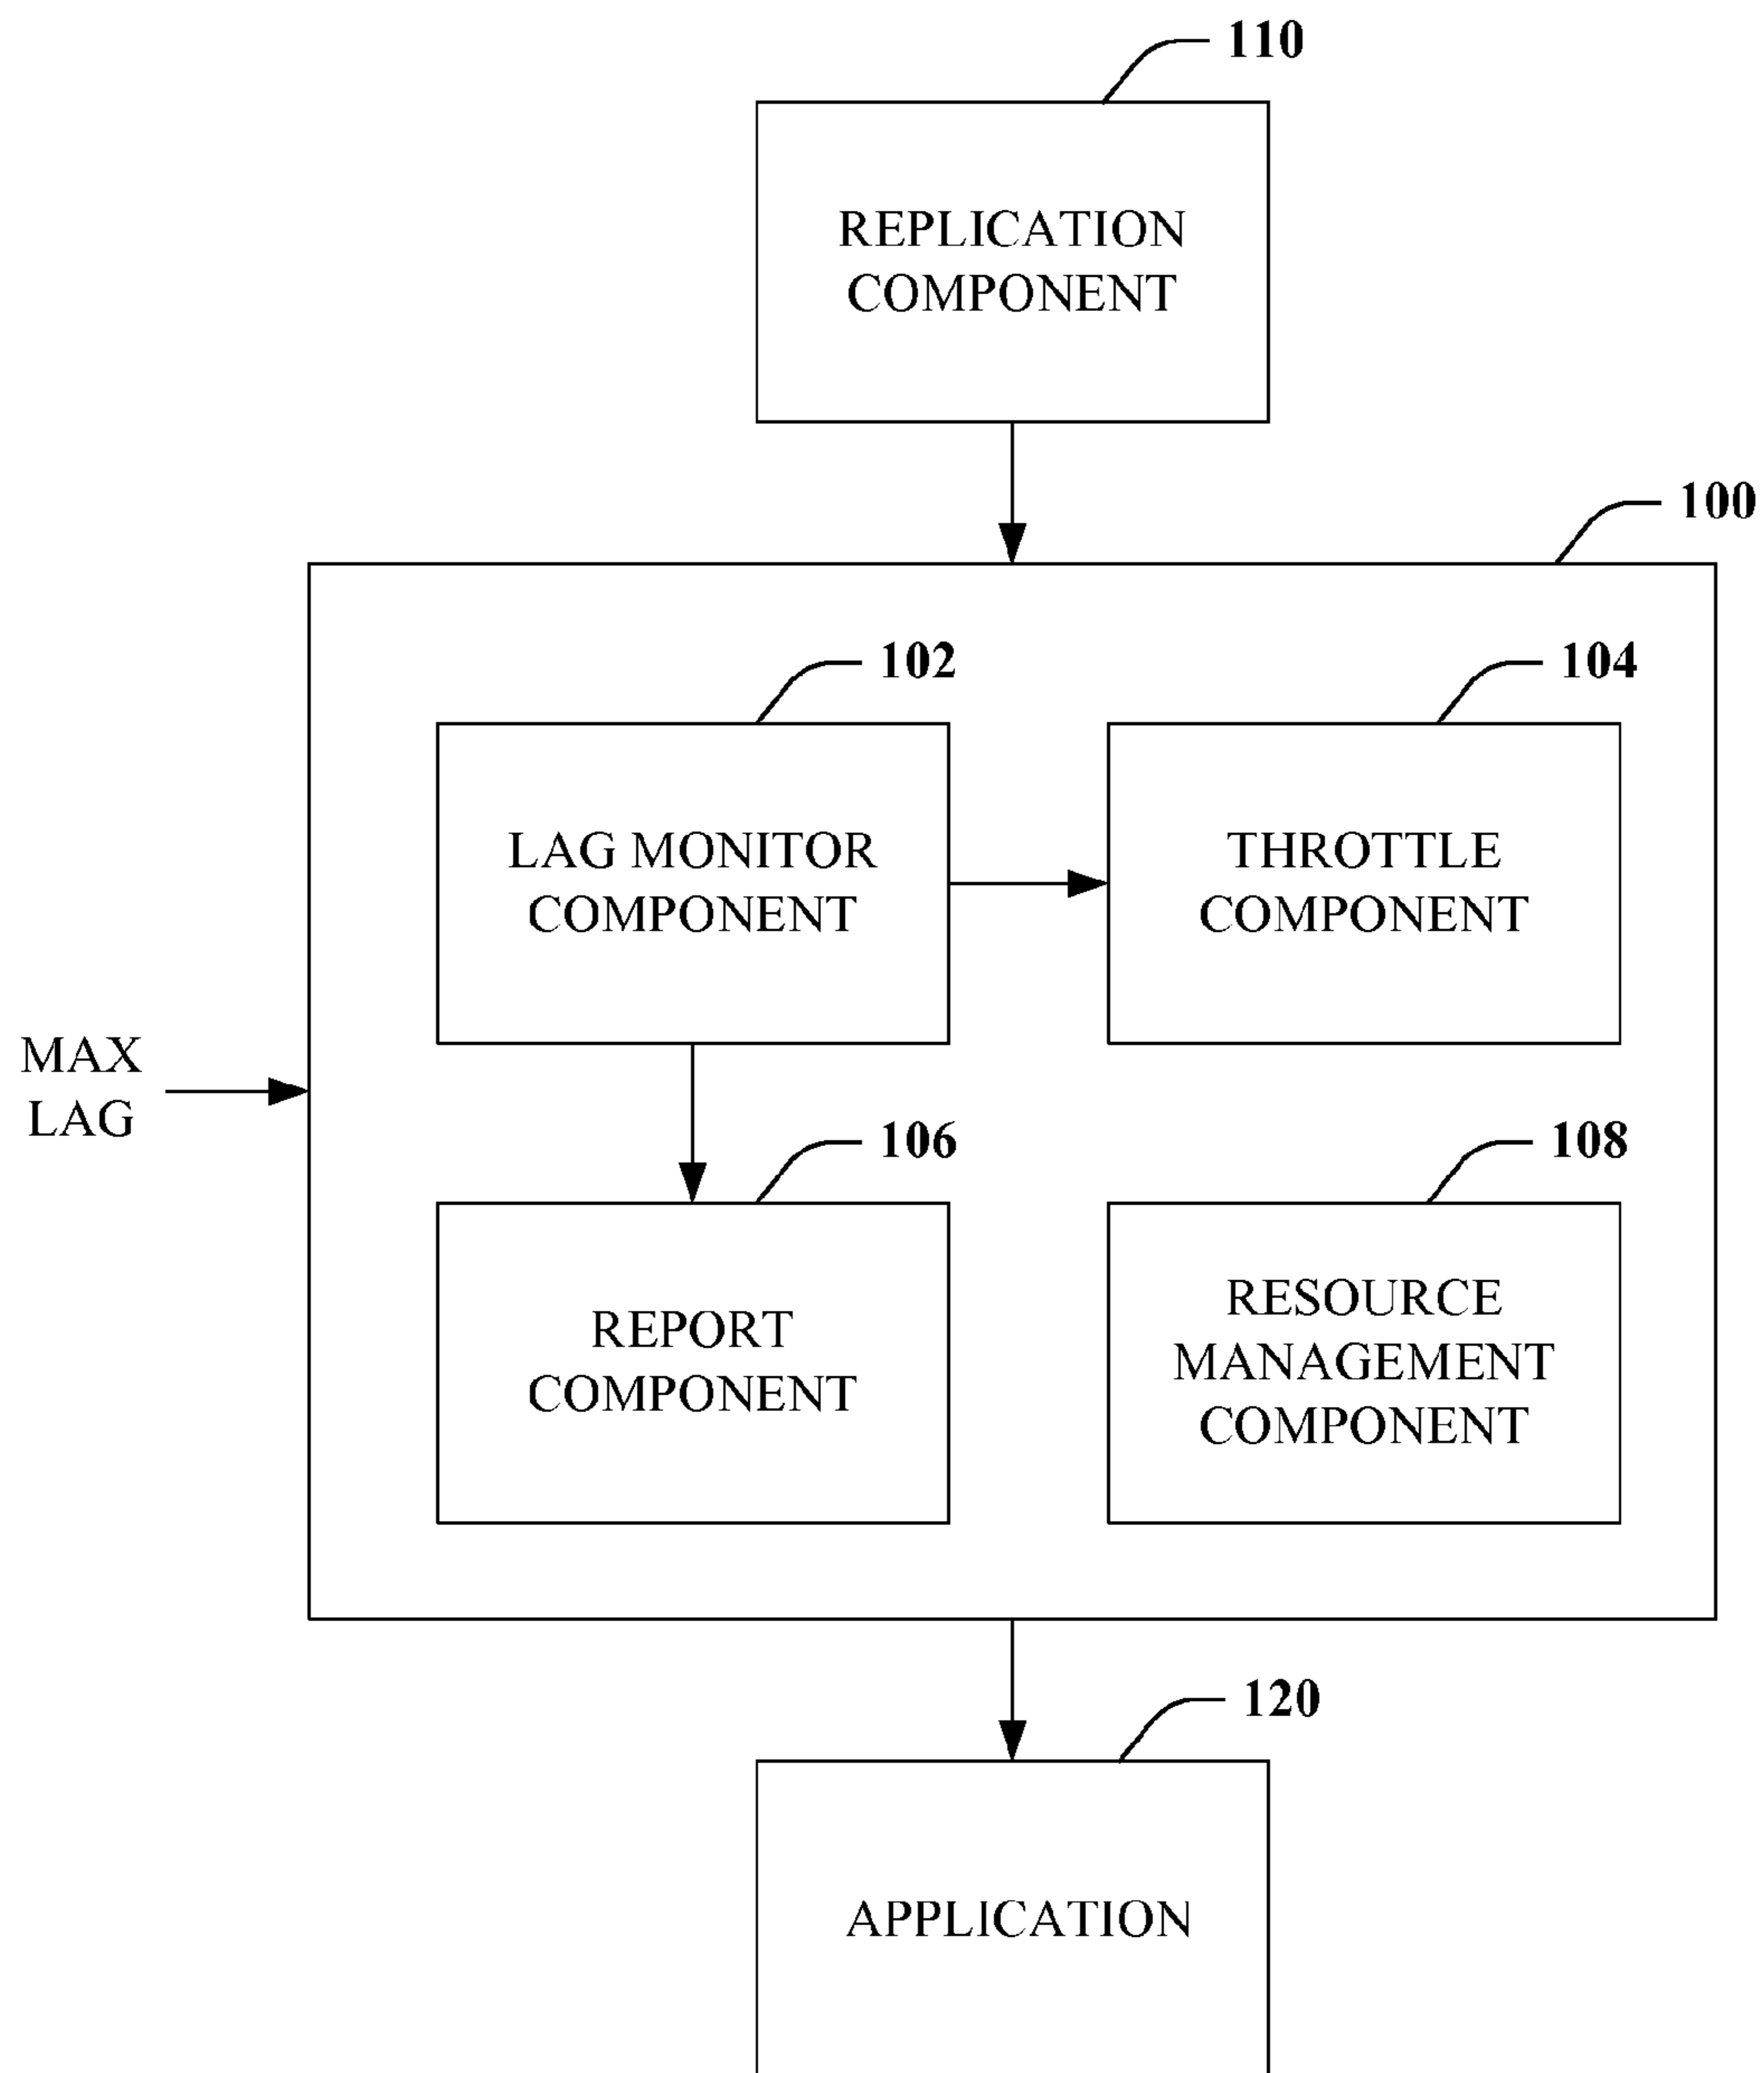 110
REPLICATION
COMPONENT
100
102
104
LAG MONITOR
COMPONENT
THROTTLE
COMPONENT
MAX
LAG
106
108
REPORT
COMPONENT
RESOURCE
MANAGEMENT
COMPONENT
120
APPLICATION